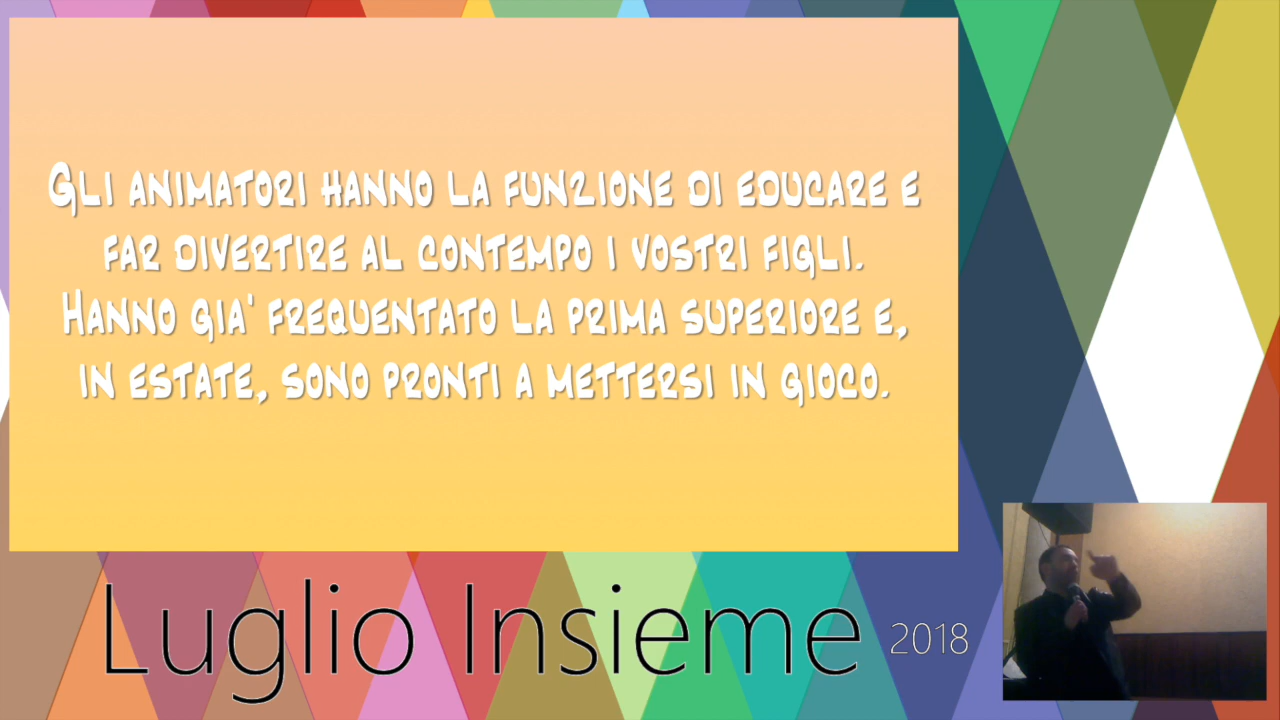 Gli animatori hanno la funzione di educare e
far divertire al contempo i vostri figli.
Hanno gia' frequentato la prima superiore e,
in estate, sono pronti a mettersi in gioco.
Luglio Insieme 2018